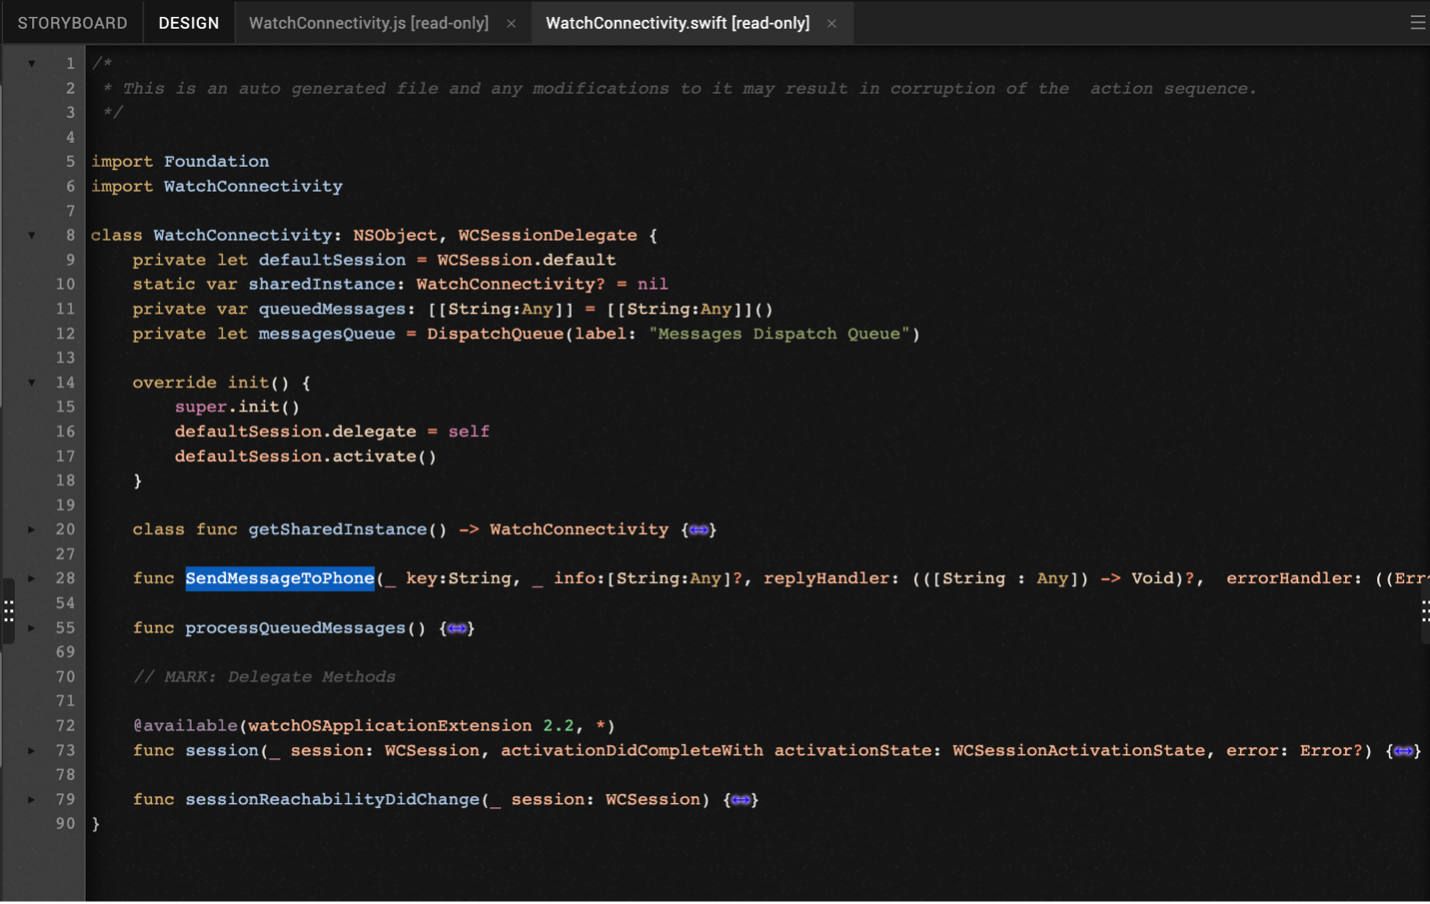 STORYBOARD DESIGN WatchConnectivity.js [read-only] × WatchConnectivity.swift [read-only] ×
1 /*
2 * This is an auto generated file and any modifications to it may result in corruption of the  action sequence.
3 */
4
5 import Foundation
6 import WatchConnectivity
7
8 class WatchConnectivity: NSObject, WCSessionDelegate {
9 private let defaultSession = WCSession.default
10 static var sharedInstance: WatchConnectivity? = nil
11 private var queuedMessages: [[String:Any]] = [[String:Any]]()
12 private let messagesQueue = DispatchQueue(label: "Messages Dispatch Queue")
13
14 override init() {
15 super.init()
16 defaultSession.delegate = self
17 defaultSession.activate()
18 }
19
20 class func getSharedInstance() -> WatchConnectivity {↔}
27
28 func SendMessageToPhone(_ key:String, _ info:[String:Any]?, replyHandler: (([String : Any]) -> Void)?,  errorHandler: ((Err
54
55 func processQueuedMessages() {↔}
69
70 // MARK: Delegate Methods
71
72 @available(watchOSApplicationExtension 2.2, *)
73 func session(_ session: WCSession, activationDidCompleteWith activationState: WCSessionActivationState, error: Error?) {↔}
78
79 func sessionReachabilityDidChange(_ session: WCSession) {↔}
90 }